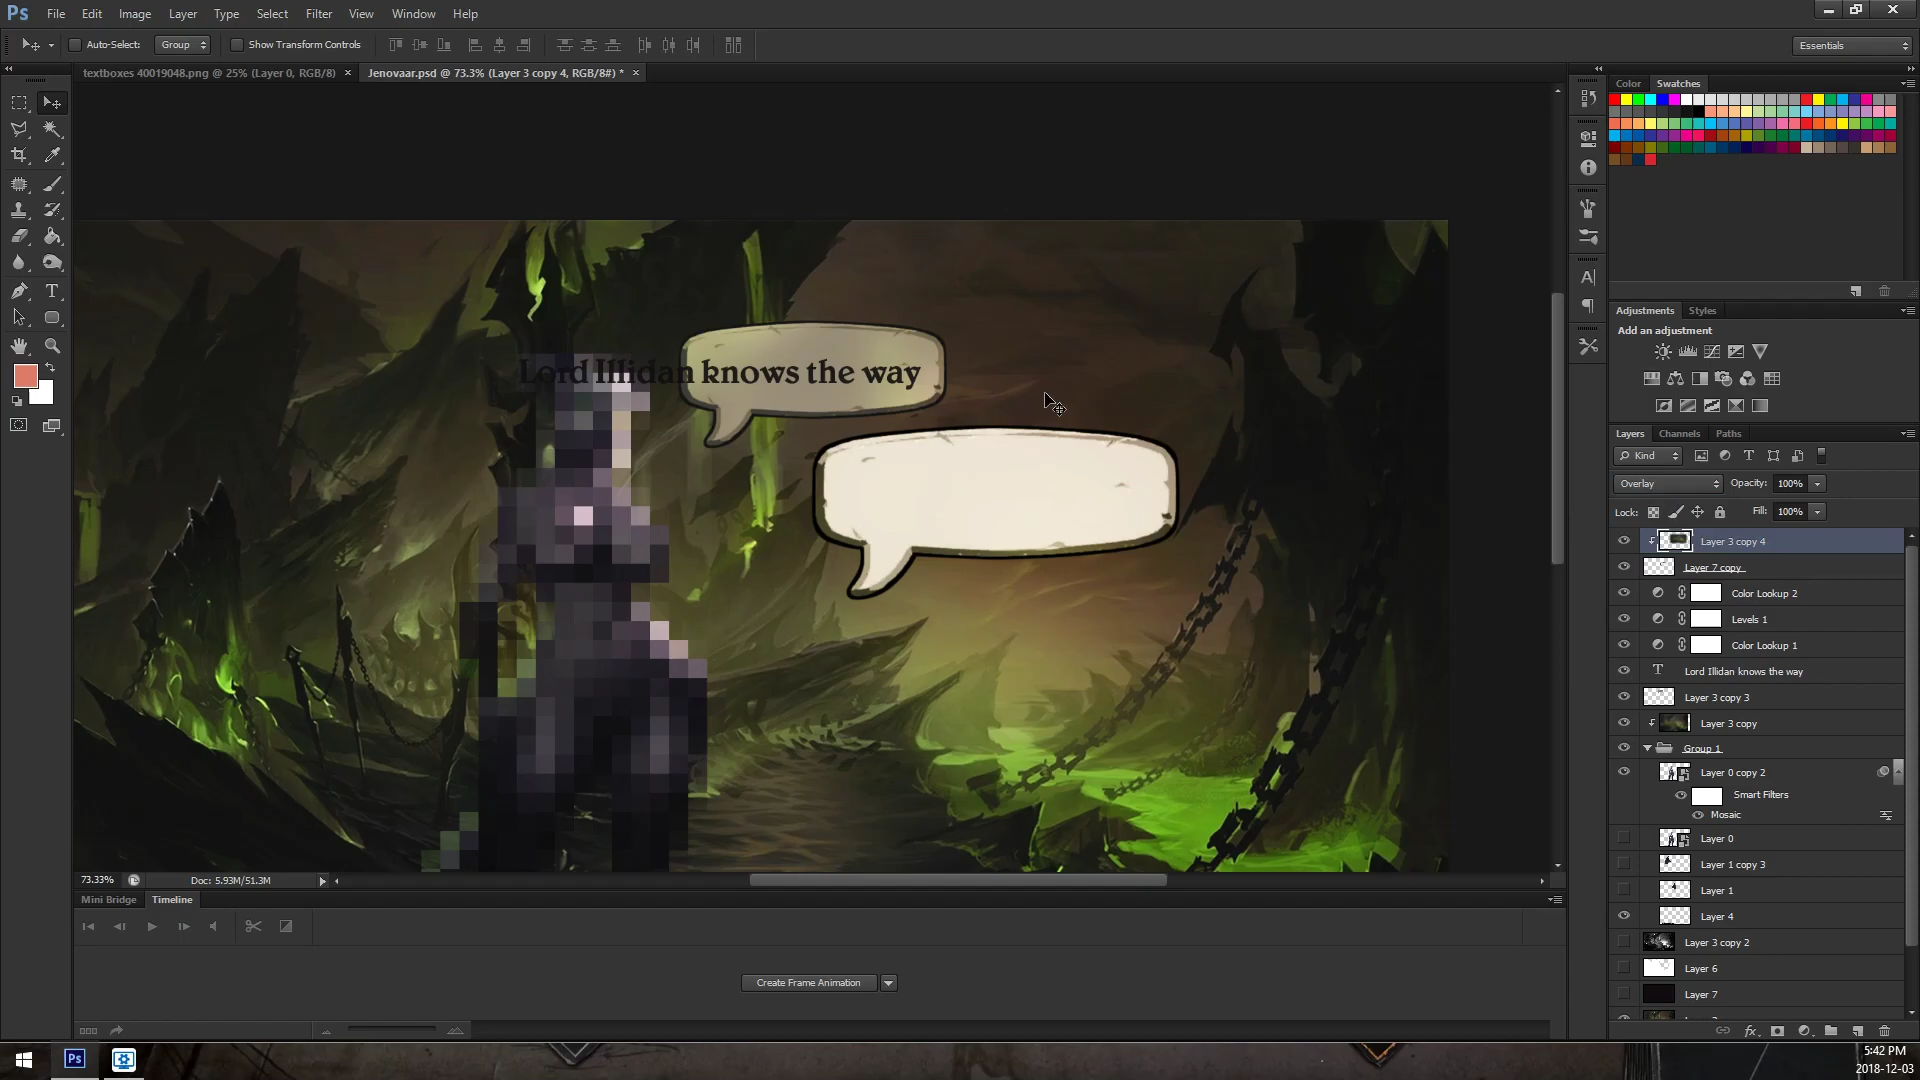 Ps File Edit Image Layer Type Select Filter 3D View Window Help
Auto-Select: Group Show Transform Controls Essentials
textboxes 40019048.png @ 25% (Layer 0, RGB/8) × Jenovaar.psd @ 73.3% (Layer 3 copy 4, RGB/8#) * ×
Color Swatches
Lord Illidan knows the way
Adjustments Styles
Add an adjustment
Layers Channels Paths
Kind
Overlay Opacity: 100%
Lock: Fill: 100%
Layer 3 copy 4
Layer 7 copy
Color Lookup 2
Levels 1
Color Lookup 1
Lord Illidan knows the way
Layer 3 copy 3
Layer 3 copy
Group 1
Layer 0 copy 2
Smart Filters
Mosaic
Layer 0
Layer 1 copy 3
Layer 1
Layer 4
Layer 3 copy 2
Layer 6
Layer 7
73.33% Doc: 5.93M/51.3M
Mini Bridge Timeline
Create Frame Animation
Ps
5:42 PM
2018-12-03